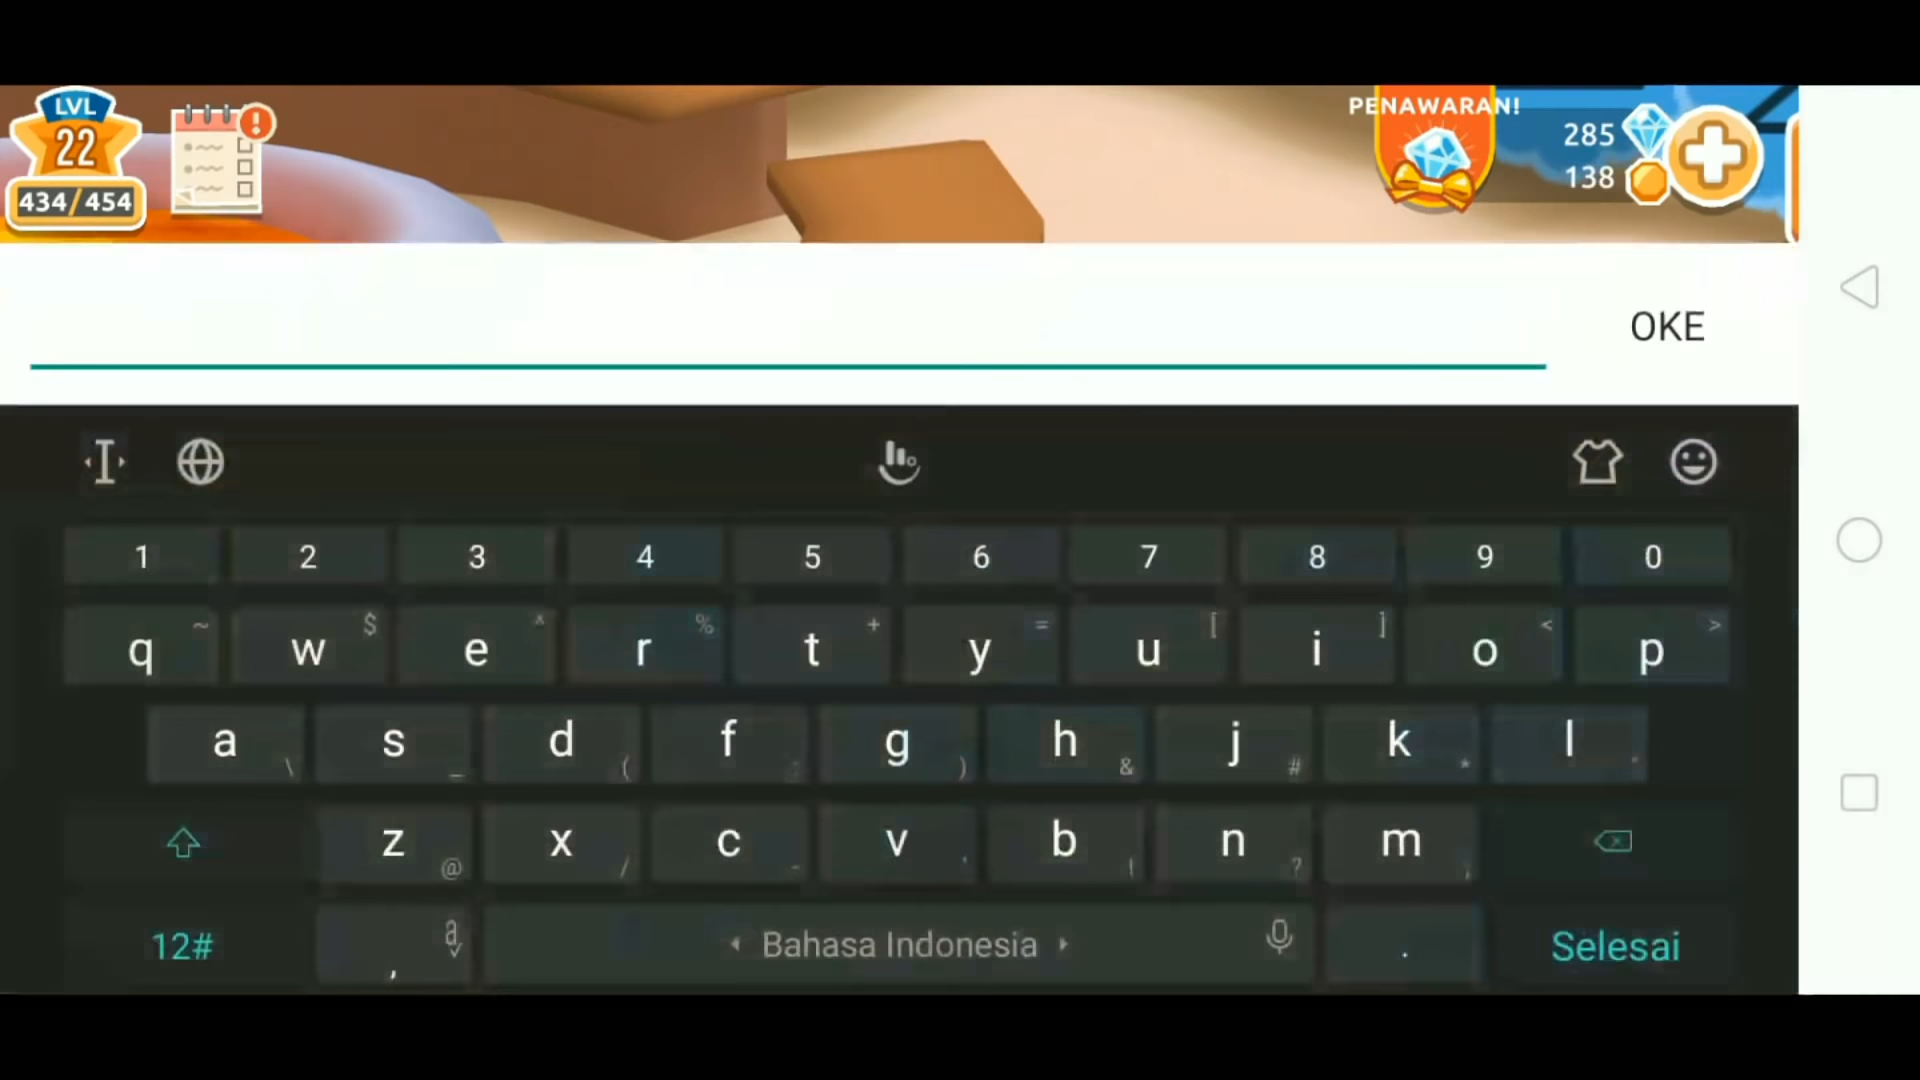 LVL
22
434/454
PENAWARAN!
285
138
OKE
1 2 3 4 5 6 7 8 9 0
q ~ w $ e ^ r % t + y = u [ i ] o < p >
a \ s _ d ( f : g ) h & j # k * l "
z @ x / c - v ' b ! n ? m ;
12# , a Bahasa Indonesia . Selesai